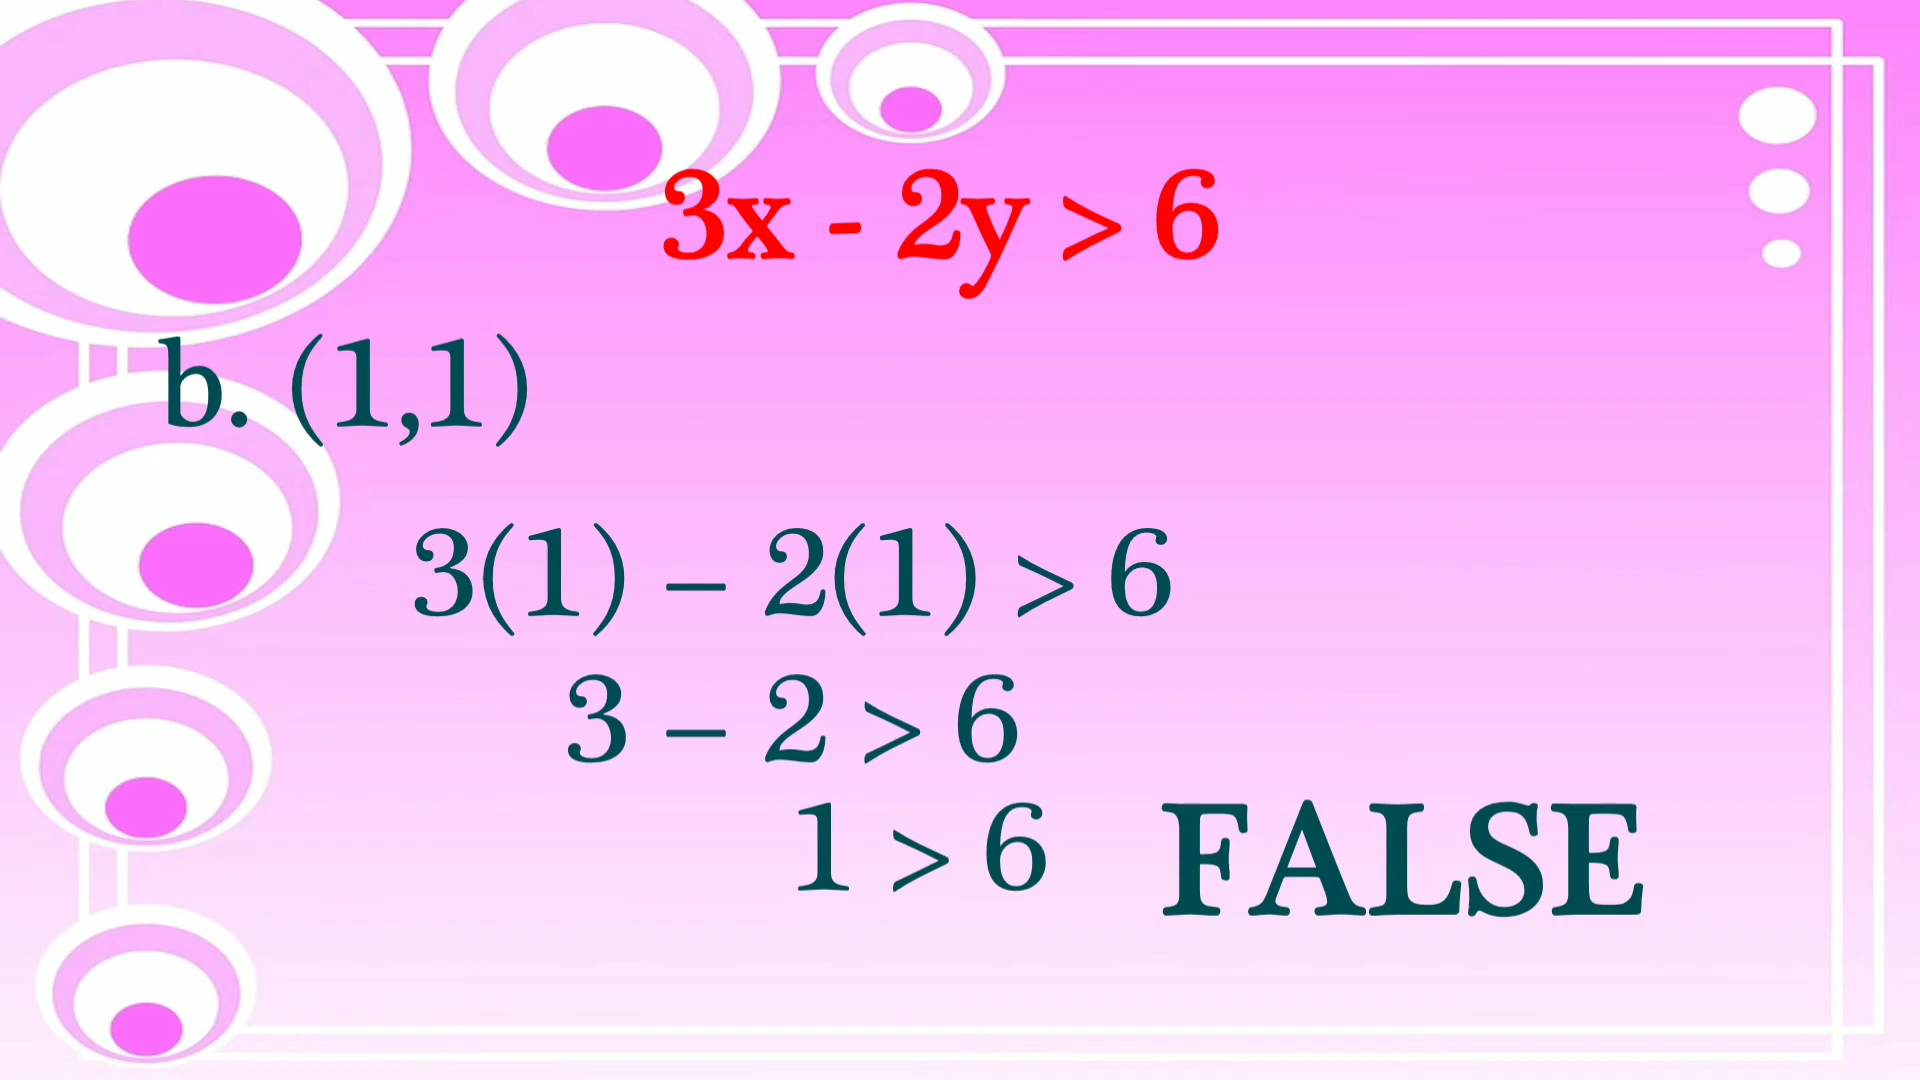 3x - 2y > 6
b. (1,1)
3(1) – 2(1) > 6
3 – 2 > 6
1 > 6 FALSE